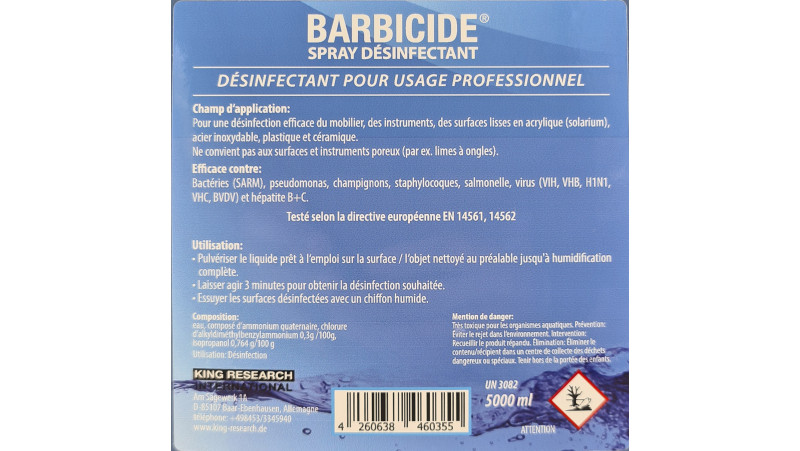 BARBICIDE®
SPRAY DÉSINFECTANT
DÉSINFECTANT POUR USAGE PROFESSIONNEL
Champ d'application:
Pour une désinfection efficace du mobilier, des instruments, des surfaces lisses en acrylique (solarium),
acier inoxydable, plastique et céramique.
Ne convient pas aux surfaces et instruments poreux (par ex. limes à ongles).
Efficace contre:
Bactéries (SARM), pseudomonas, champignons, staphylocoques, salmonelle, virus (VIH, VHB, H1N1,
VHC, BVDV) et hépatite B+C.
Testé selon la directive européenne EN 14561, 14562
Utilisation:
• Pulvériser le liquide prêt à l'emploi sur la surface / l'objet nettoyé au préalable jusqu'à humidification
complète.
• Laisser agir 3 minutes pour obtenir la désinfection souhaitée.
• Essuyer les surfaces désinfectées avec un chiffon humide.
Composition:
eau, composé d'ammonium quaternaire, chlorure
d'alkyldiméthylbenzylammonium 0,3g /100g,
isopropanol 0,764 g/100 g
Utilisation: Désinfection
KING RESEARCH
INTERNATIONAL
Am Sägewerk 1A
D-85107 Baar-Ebenhausen, Allemagne
téléphone: +498453/3345940
www.king-research.de
4 260638 460355
Mention de danger:
Très toxique pour les organismes aquatiques. Prévention:
Éviter le rejet dans l'environnement. Intervention:
Recueillir le produit répandu. Élimination: Éliminer le
contenu/récipient dans un centre de collecte des déchets
dangereux ou spéciaux. Tenir hors de la portée des enfants.
UN 3082
5000 ml
ATTENTION